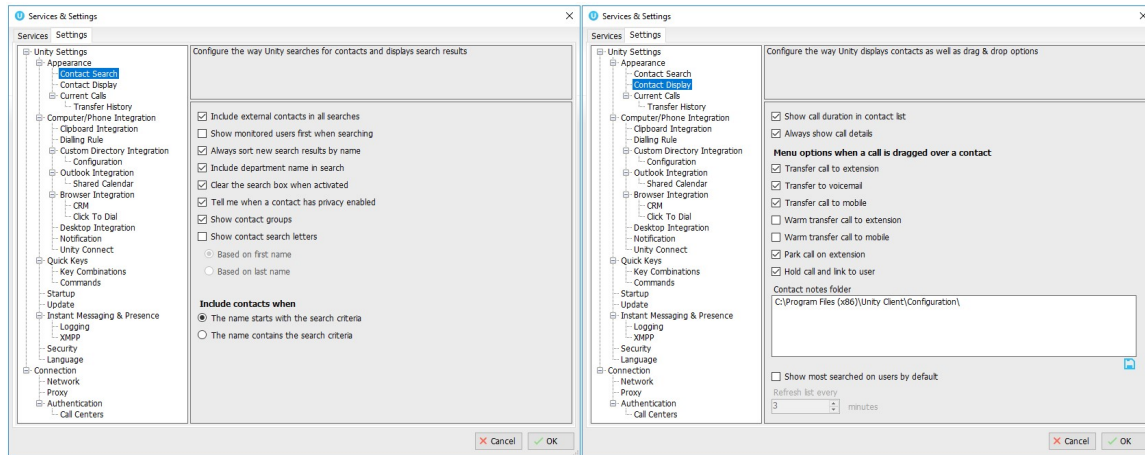 Services & Settings
Services Settings
Unity Settings
Appearance
Contact Search
Contact Display
Current Calls
Transfer History
Computer/Phone Integration
Clipboard Integration
Dialling Rule
Custom Directory Integration
Configuration
Outlook Integration
Shared Calendar
Browser Integration
CRM
Click To Dial
Desktop Integration
Notification
Unity Connect
Quick Keys
Key Combinations
Commands
Startup
Update
Instant Messaging & Presence
Logging
XMPP
Security
Language
Connection
Network
Proxy
Authentication
Call Centers
Configure the way Unity searches for contacts and displays search results
Include external contacts in all searches
Show monitored users first when searching
Always sort new search results by name
Include department name in search
Clear the search box when activated
Tell me when a contact has privacy enabled
Show contact groups
Show contact search letters
Based on first name
Based on last name
Include contacts when
The name starts with the search criteria
The name contains the search criteria
Cancel OK
Services & Settings
Services Settings
Unity Settings
Appearance
Contact Search
Contact Display
Current Calls
Transfer History
Computer/Phone Integration
Clipboard Integration
Dialling Rule
Custom Directory Integration
Configuration
Outlook Integration
Shared Calendar
Browser Integration
CRM
Click To Dial
Desktop Integration
Notification
Unity Connect
Quick Keys
Key Combinations
Commands
Startup
Update
Instant Messaging & Presence
Logging
XMPP
Security
Language
Connection
Network
Proxy
Authentication
Call Centers
Configure the way Unity displays contacts as well as drag & drop options
Show call duration in contact list
Always show call details
Menu options when a call is dragged over a contact
Transfer call to extension
Transfer to voicemail
Transfer call to mobile
Warm transfer call to extension
Warm transfer call to mobile
Park call on extension
Hold call and link to user
Contact notes folder
C:\Program Files (x86)\Unity Client\Configuration\
Show most searched on users by default
Refresh list every
3 minutes
Cancel OK